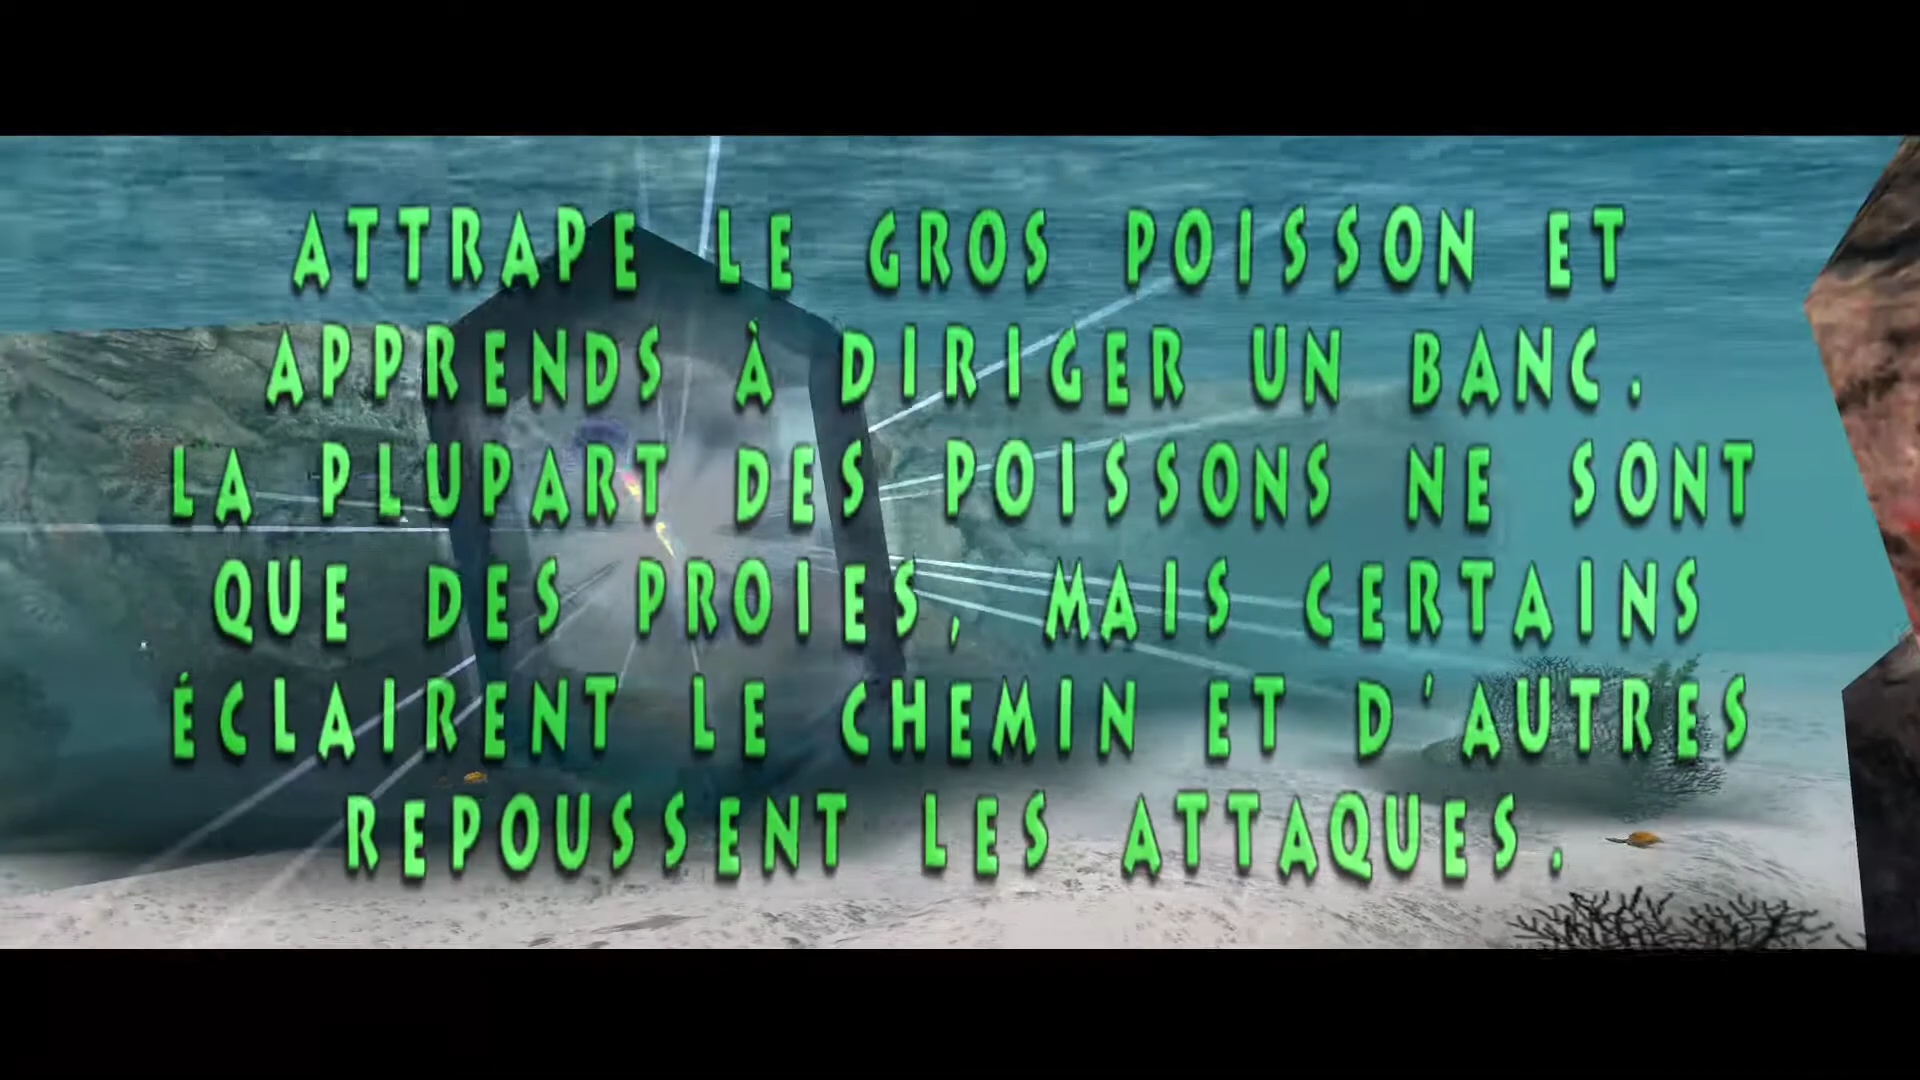 ATTRAPE LE GROS POISSON ET
APPRENDS À DIRIGER UN BANC.
LA PLUPART DES POISSONS NE SONT
QUE DES PROIES, MAIS CERTAINS
ÉCLAIRENT LE CHEMIN ET D'AUTRES
REPOUSSENT LES ATTAQUES.